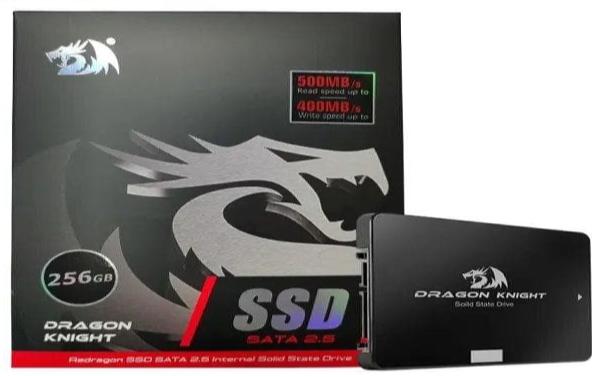 500MB/s
Read speed up to
400MB/s
Write speed up to
256GB
DRAGON
KNIGHT
SSD
SATA 2.5
Redragon SSD SATA 2.5 Internal Solid State Drive
DRAGON KNIGHT
Soild State Drive